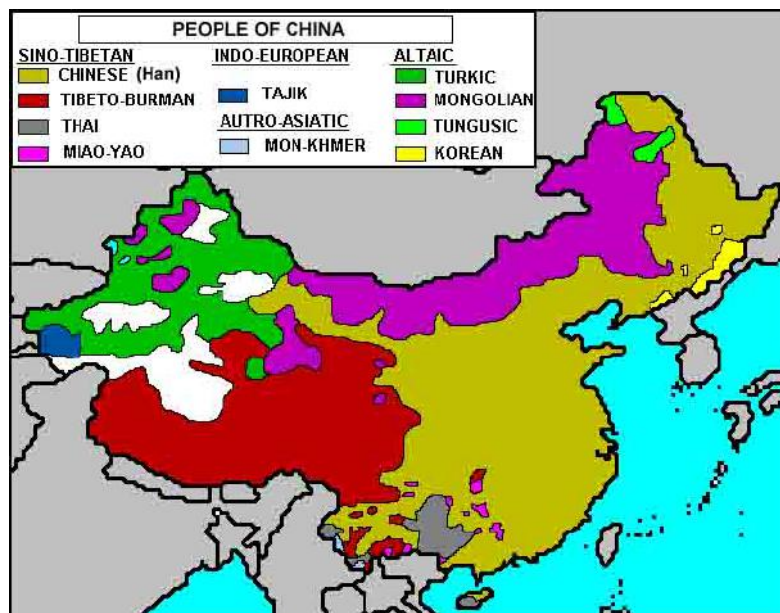 PEOPLE OF CHINA
SINO-TIBETAN
CHINESE (Han)
TIBETO-BURMAN
THAI
MIAO-YAO
INDO-EUROPEAN
TAJIK
AUTRO-ASIATIC
MON-KHMER
ALTAIC
TURKIC
MONGOLIAN
TUNGUSIC
KOREAN